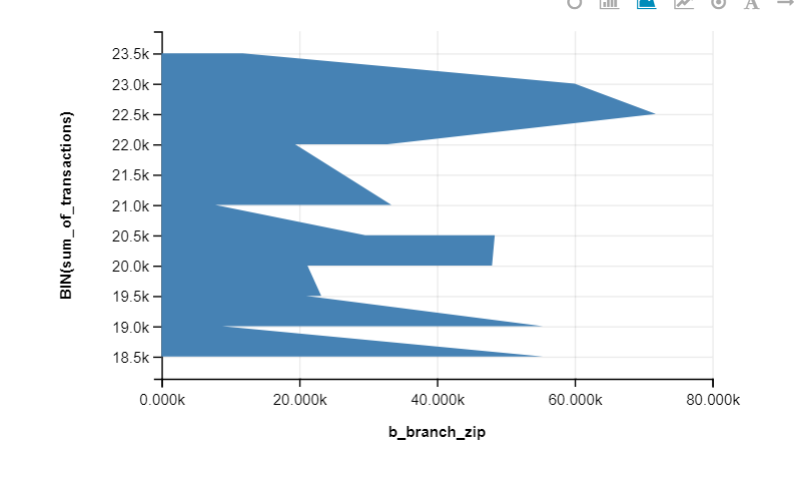 A
23.5k
23.0k
22.5k
22.0k
21.5k
21.0k
20.5k
20.0k
19.5k
19.0k
18.5k
BIN(sum_of_transactions)
0.000k 20.000k 40.000k 60.000k 80.000k
b_branch_zip